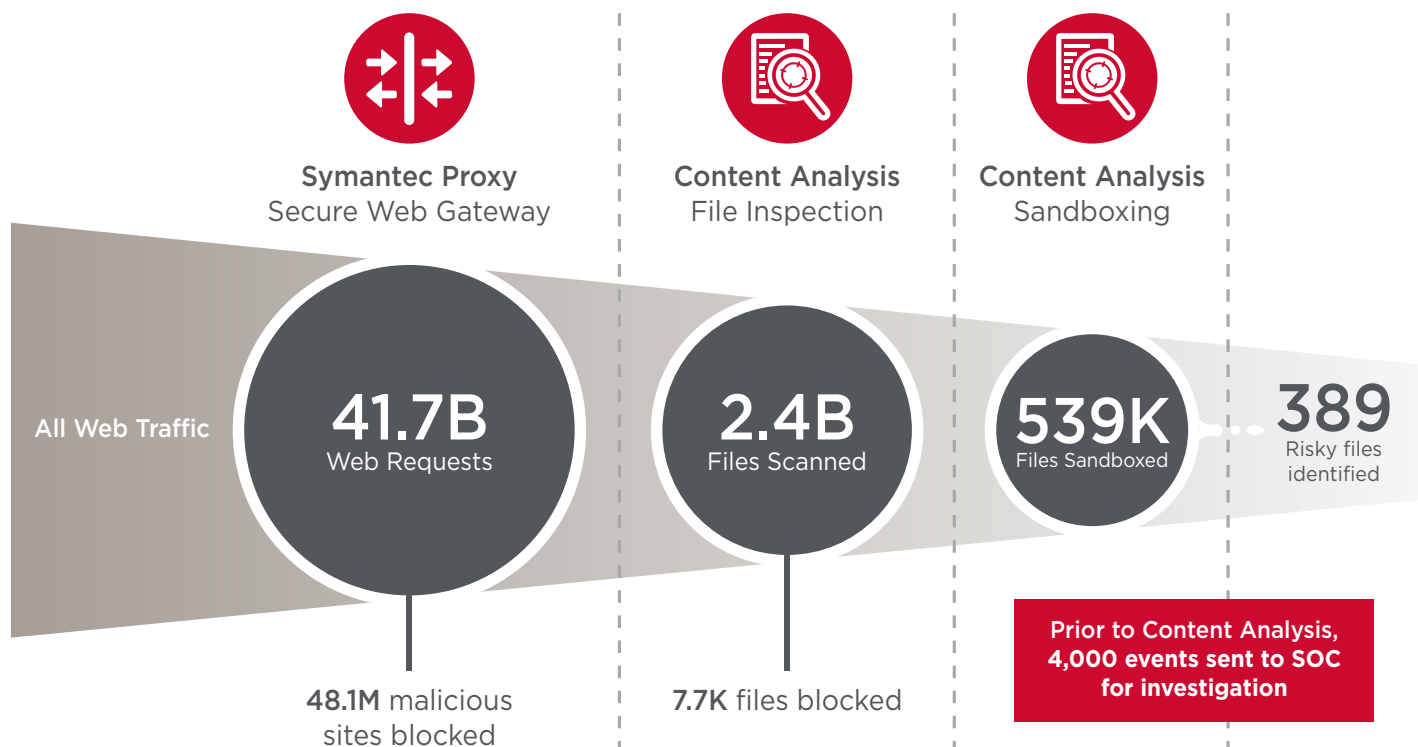 Symantec Proxy
Secure Web Gateway
Content Analysis
File Inspection
Content Analysis
Sandboxing
All Web Traffic
41.7B
Web Requests
2.4B
Files Scanned
539K
Files Sandboxed
389
Risky files
identified
48.1M malicious
sites blocked
7.7K files blocked
Prior to Content Analysis,
4,000 events sent to SOC
for investigation